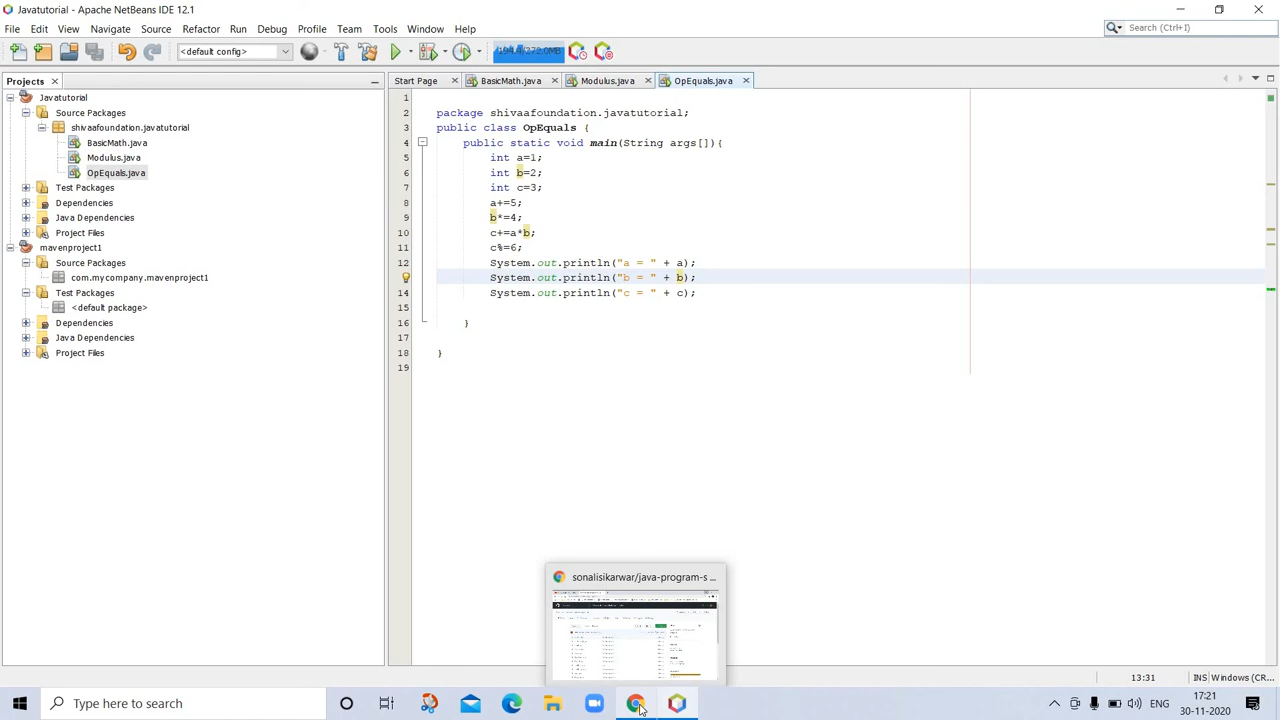 Javatutorial - Apache NetBeans IDE 12.1
File Edit View Navigate Source Refactor Run Debug Profile Team Tools Window Help
Search (Ctrl+I)
<default config>
194.4/272.0MB
Projects
Start Page
BasicMath.java
Modulus.java
OpEquals.java
Javatutorial
Source Packages
shivaafoundation.javatutorial
BasicMath.java
Modulus.java
OpEquals.java
Test Packages
Dependencies
Java Dependencies
Project Files
mavenproject1
Source Packages
com.mycompany.mavenproject1
Test Packages
<default package>
Dependencies
Java Dependencies
Project Files
1
2 package shivaafoundation.javatutorial;
3 public class OpEquals {
4 public static void main(String args[]){
5 int a=1;
6 int b=2;
7 int c=3;
8 a+=5;
9 b*=4;
10 c+=a*b;
11 c%=6;
12 System.out.println("a = " + a);
System.out.println("b = " + b);
14 System.out.println("c = " + c);
15
16 }
17
18 }
19
sonalisikarwar/java-program-s ...
13:31
INS
Windows (CR...
Type here to search
ENG
17:21
30-11-2020